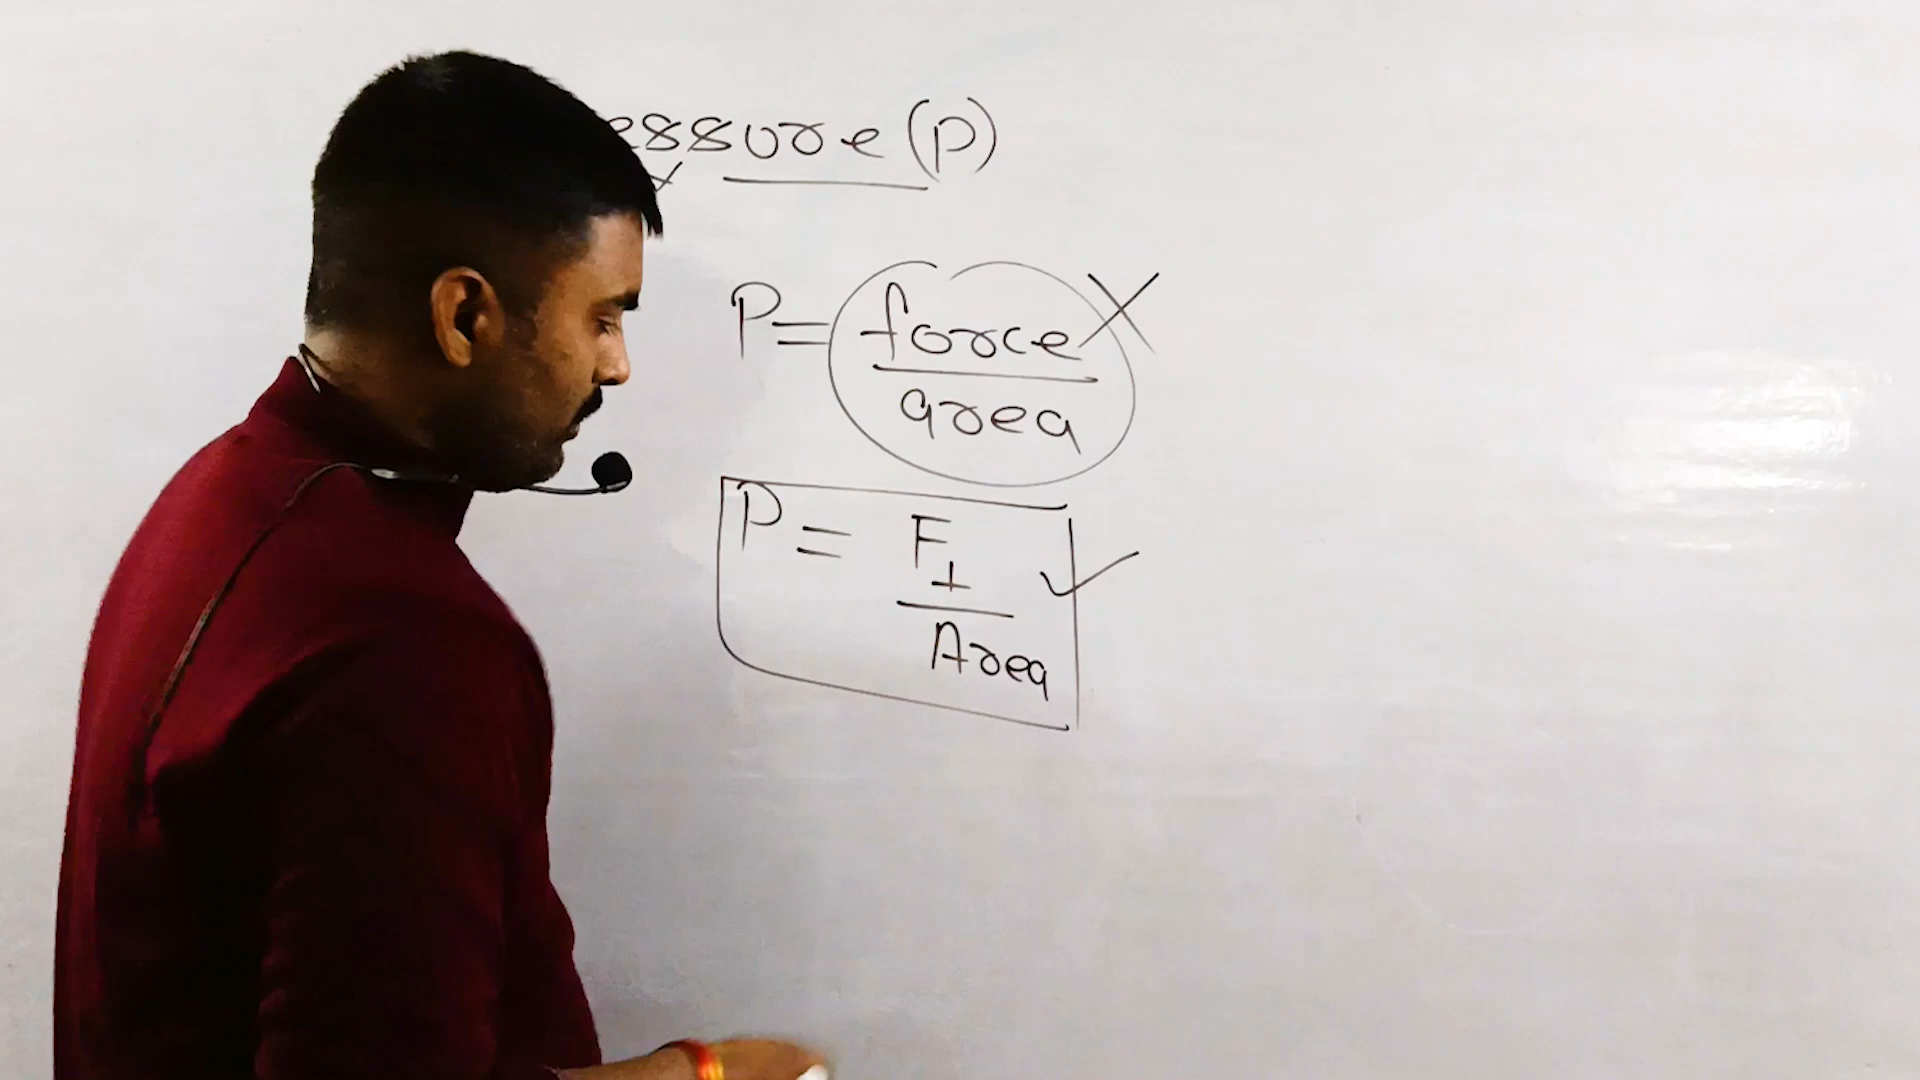 essure (P)
P = force
area
P = F⊥
Area